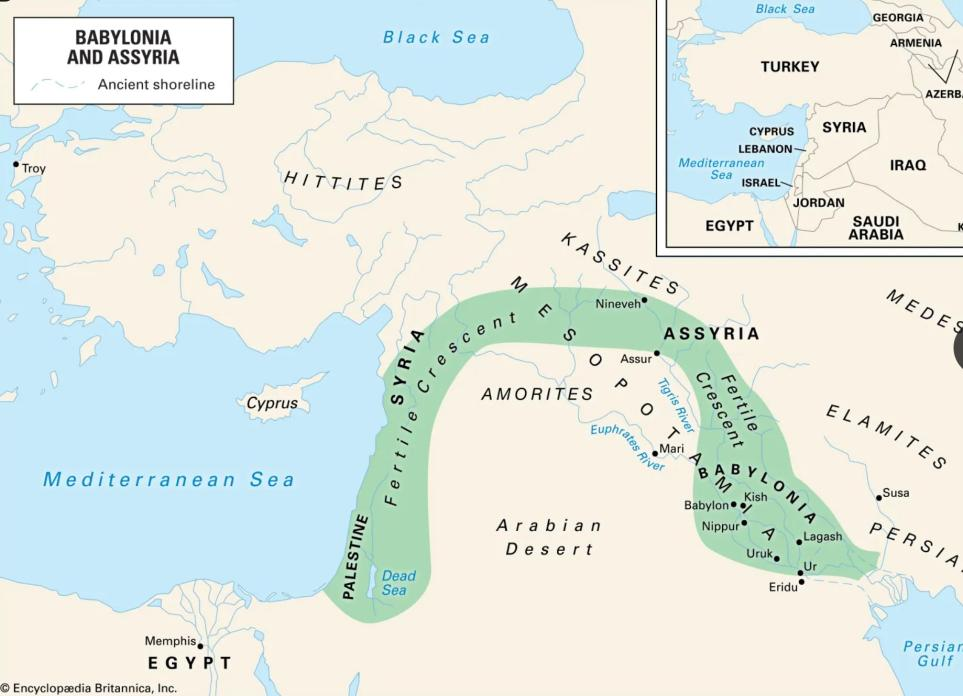 BABYLONIA
AND ASSYRIA
Ancient shoreline
Black Sea
Troy
HITTITES
KASSITES
MESOPOTAMIA
Nineveh
ASSYRIA
Assur
MEDES
SYRIA
Fertile Crescent
AMORITES
Tigris River
Fertile
Crescent
Cyprus
Euphrates River
Mari
ELAMITES
Mediterranean Sea
BABYLONIA
Kish
Babylon
Nippur
Susa
Arabian
Desert
Lagash
PERSIA
Uruk
Ur
Eridu
PALESTINE
Dead
Sea
Memphis
EGYPT
Persian
Gulf
© Encyclopædia Britannica, Inc.
Black Sea
GEORGIA
ARMENIA
TURKEY
AZERB
CYPRUS
SYRIA
LEBANON
Mediterranean
Sea
IRAQ
ISRAEL
JORDAN
EGYPT
SAUDI
ARABIA
K